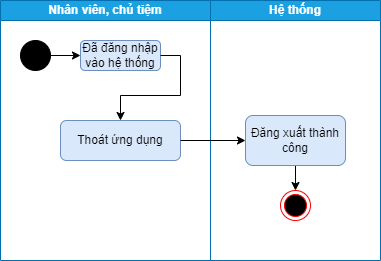 Nhân viên, chủ tiệm
Hệ thống
Đã đăng nhập
vào hệ thống
Thoát ứng dụng
Đăng xuất thành
công